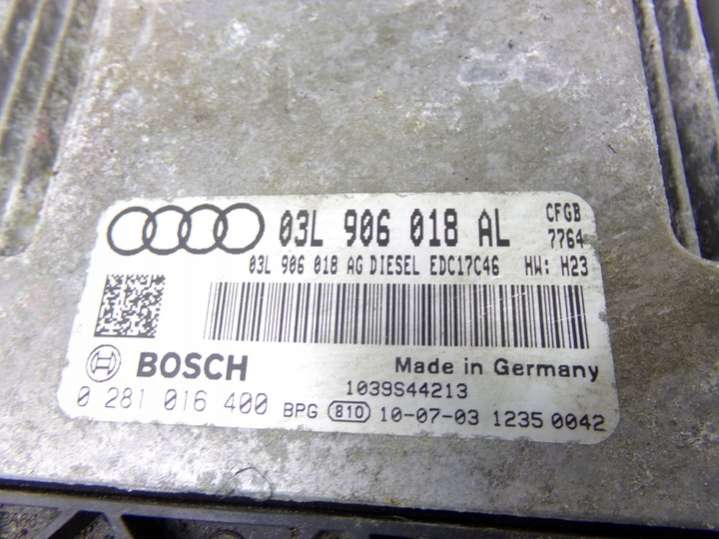 03L 906 018 AL CFGB
7764
03L 906 018 AG DIESEL EDC17C46 HW: H23
BOSCH Made in Germany
1039S44213
0 281 016 400 BPG 810 10-07-03 1235 0042